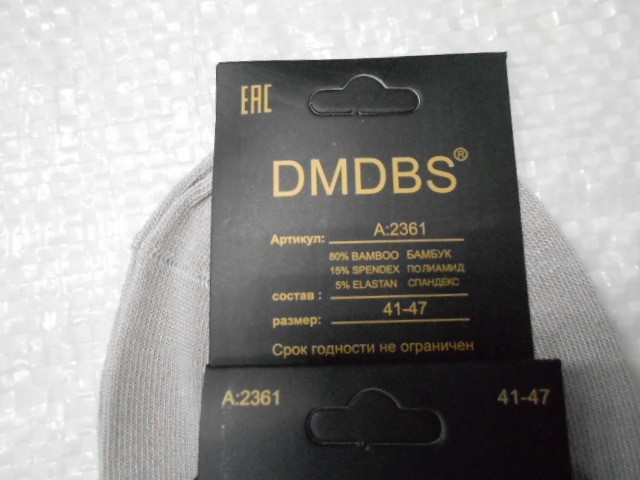 EAC
DMDBS®
Артикул: A:2361
80% BAMBOO БАМБУК
15% SPENDEX ПОЛИАМИД
5% ELASTAN СПАНДЕКС
состав :
размер: 41-47
Срок годности не ограничен
A:2361 41-47